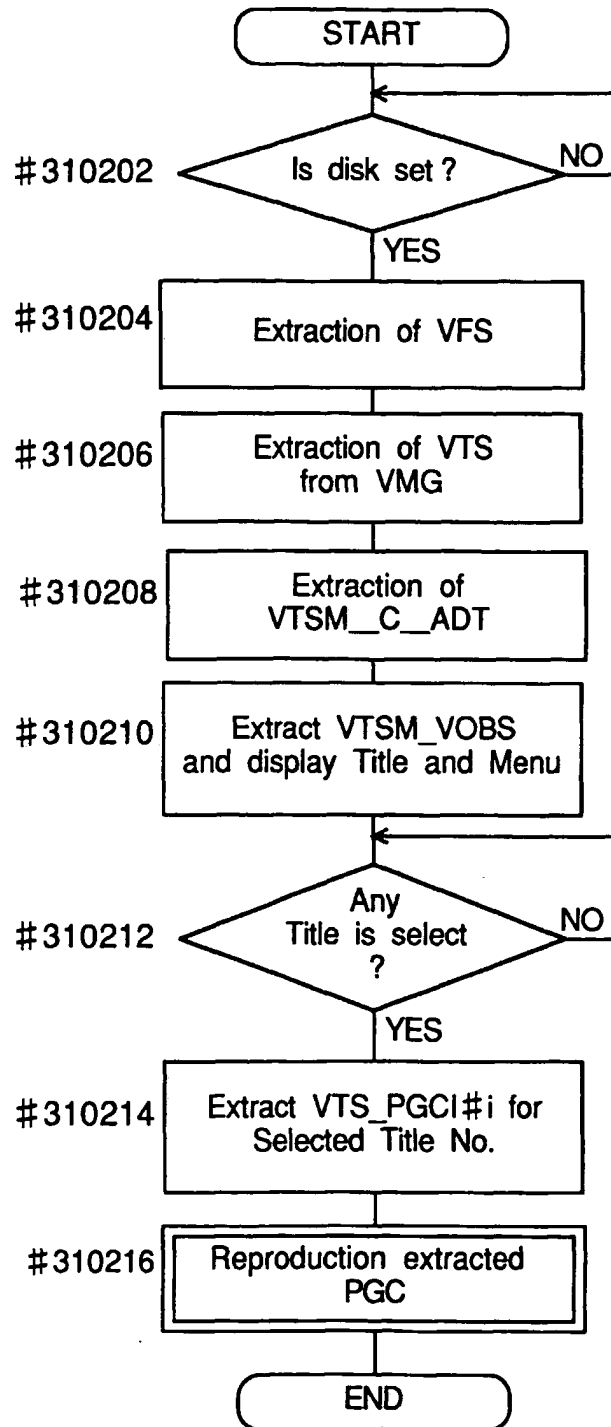 START
#310202
Is disk set ?
NO
YES
#310204
Extraction of VFS
#310206
Extraction of VTS
from VMG
#310208
Extraction of
VTSM__C__ADT
#310210
Extract VTSM_VOBS
and display Title and Menu
#310212
Any
Title is select
?
NO
YES
#310214
Extract VTS_PGCI#i for
Selected Title No.
#310216
Reproduction extracted
PGC
END